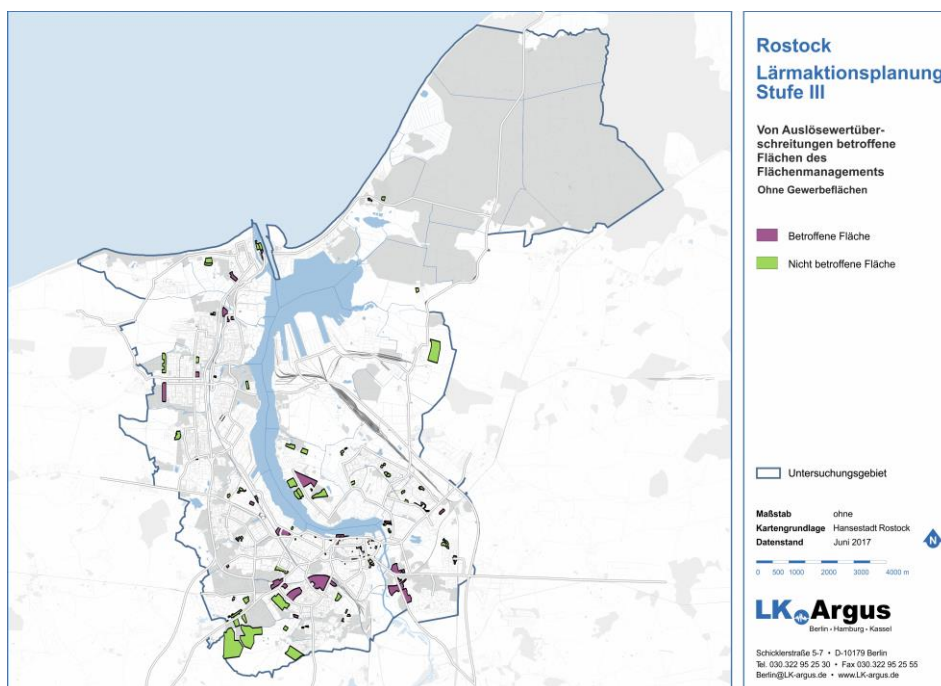 Rostock
Lärmaktionsplanung
Stufe III
Von Auslösewertüber-
schreitungen betroffene
Flächen des
Flächenmanagements
Ohne Gewerbeflächen
Betroffene Fläche
Nicht betroffene Fläche
Untersuchungsgebiet
Maßstab ohne
Kartengrundlage Hansestadt Rostock
Datenstand Juni 2017
N
0 500 1000 2000 3000 4000 m
LK Argus
Berlin • Hamburg • Kassel
Schicklerstraße 5-7 • D-10179 Berlin
Tel. 030.322 95 25 30 • Fax 030.322 95 25 55
Berlin@LK-argus.de • www.LK-argus.de